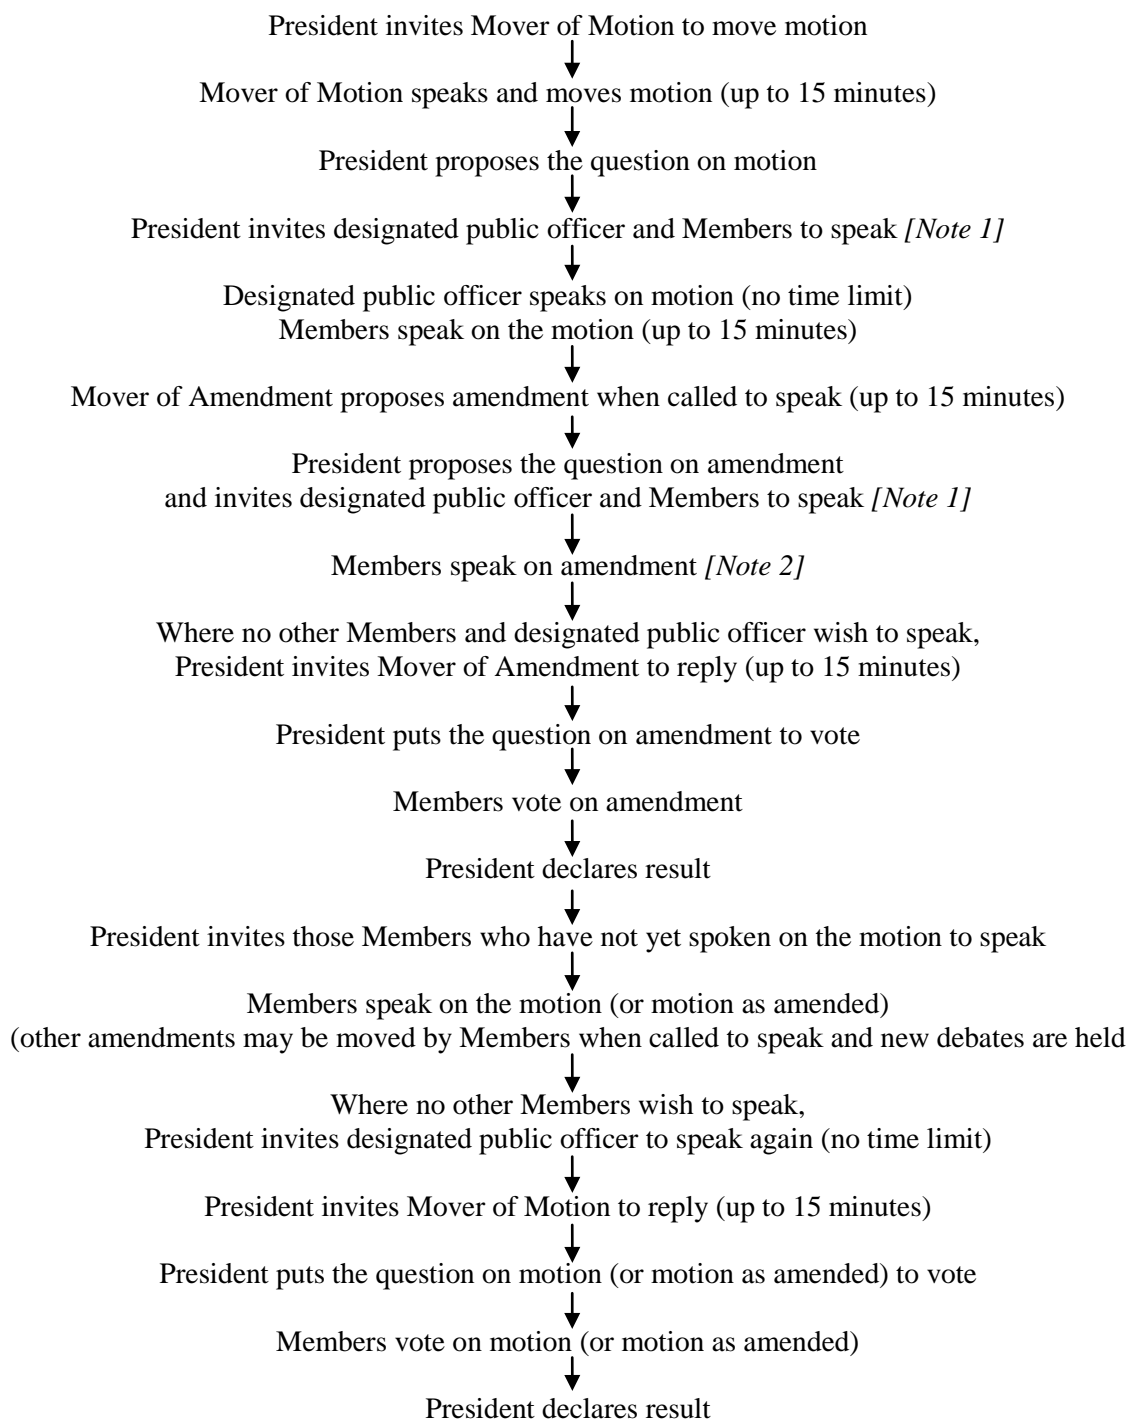 President invites Mover of Motion to move motion
Mover of Motion speaks and moves motion (up to 15 minutes)
President proposes the question on motion
President invites designated public officer and Members to speak [Note 1]
Designated public officer speaks on motion (no time limit)
Members speak on the motion (up to 15 minutes)
Mover of Amendment proposes amendment when called to speak (up to 15 minutes)
President proposes the question on amendment
and invites designated public officer and Members to speak [Note 1]
Members speak on amendment [Note 2]
Where no other Members and designated public officer wish to speak,
President invites Mover of Amendment to reply (up to 15 minutes)
President puts the question on amendment to vote
Members vote on amendment
President declares result
President invites those Members who have not yet spoken on the motion to speak
Members speak on the motion (or motion as amended)
(other amendments may be moved by Members when called to speak and new debates are held
Where no other Members wish to speak,
President invites designated public officer to speak again (no time limit)
President invites Mover of Motion to reply (up to 15 minutes)
President puts the question on motion (or motion as amended) to vote
Members vote on motion (or motion as amended)
President declares result